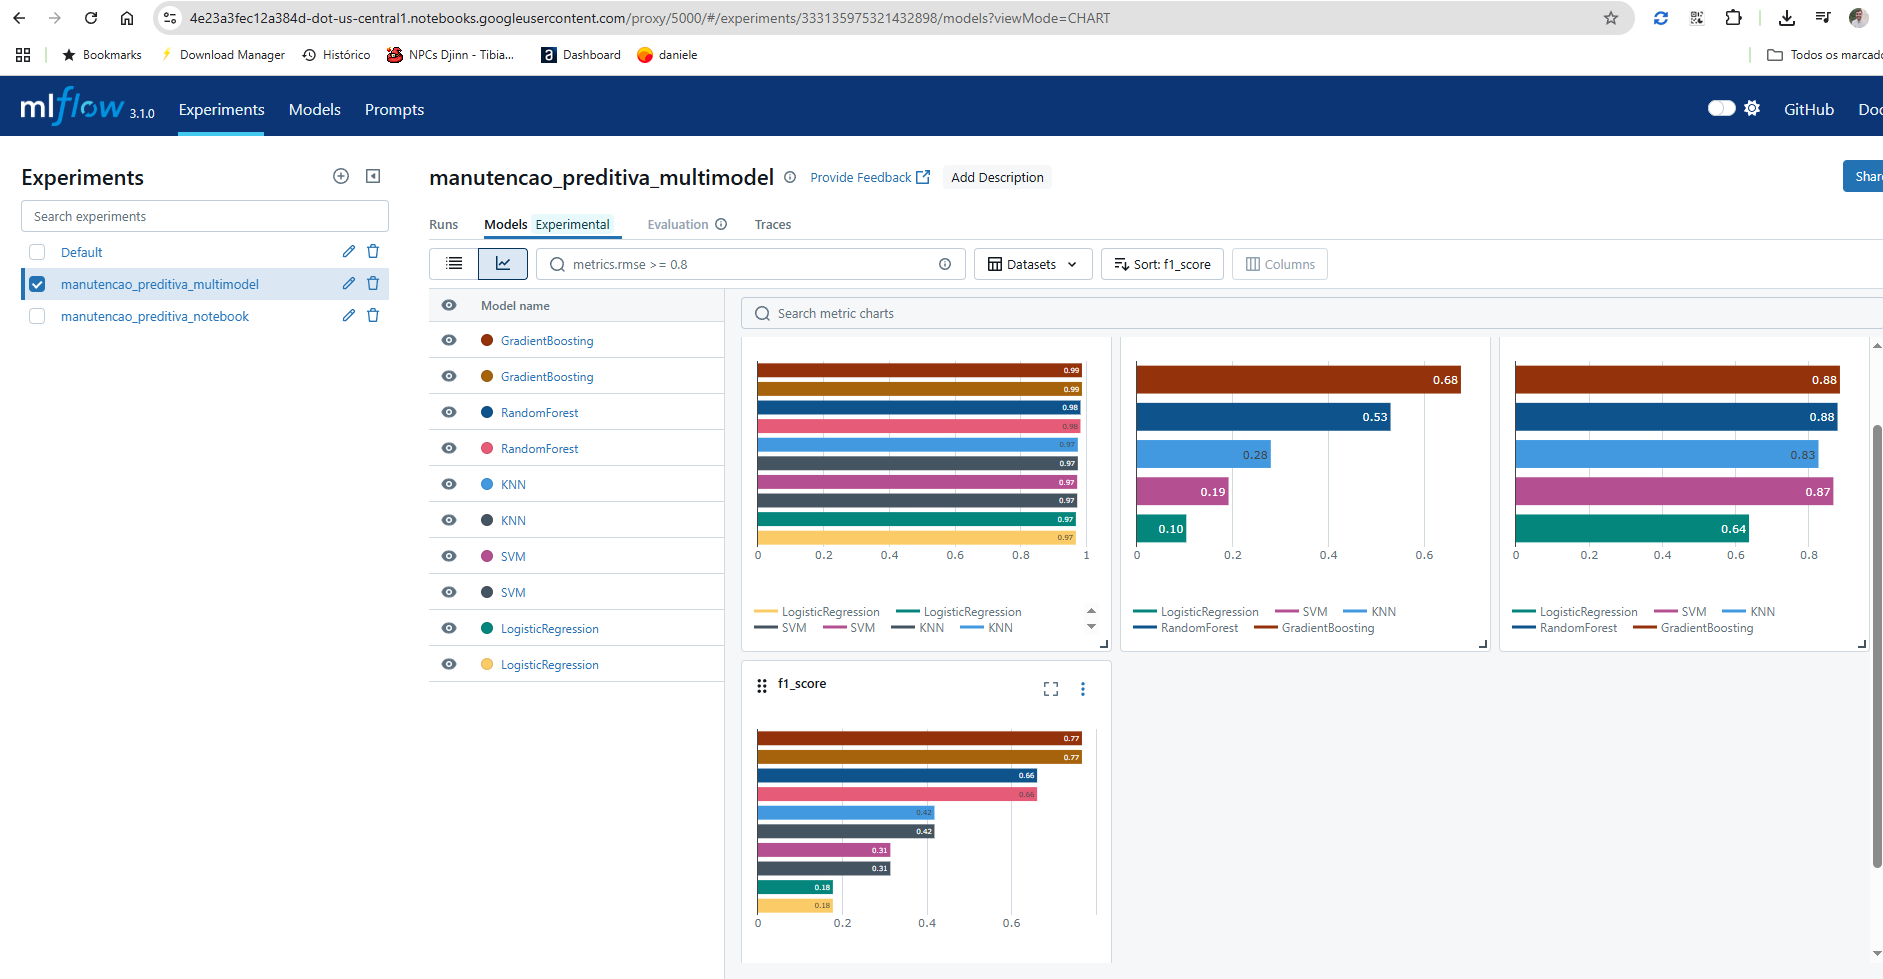 4e23a3fec12a384d-dot-us-central1.notebooks.googleusercontent.com/proxy/5000/#/experiments/333135975321432898/models?viewMode=CHART
Bookmarks Download Manager Histórico NPCs Djinn - Tibia... a Dashboard daniele Todos os marcado
mlflow 3.1.0 Experiments Models Prompts GitHub Doc
Experiments
Search experiments
Default
manutencao_preditiva_multimodel
manutencao_preditiva_notebook
manutencao_preditiva_multimodel Provide Feedback Add Description Share
Runs Models Experimental Evaluation Traces
metrics.rmse >= 0.8 Datasets Sort: f1_score Columns
Model name
GradientBoosting
GradientBoosting
RandomForest
RandomForest
KNN
KNN
SVM
SVM
LogisticRegression
LogisticRegression
Search metric charts
0.99
0.99
0.98
0.98
0.97
0.97
0.97
0.97
0.97
0.97
0 0.2 0.4 0.6 0.8 1
LogisticRegression LogisticRegression
SVM SVM KNN KNN
0.68
0.53
0.28
0.19
0.10
0 0.2 0.4 0.6
LogisticRegression SVM KNN
RandomForest GradientBoosting
0.88
0.88
0.83
0.87
0.64
0 0.2 0.4 0.6 0.8
LogisticRegression SVM KNN
RandomForest GradientBoosting
f1_score
0.77
0.77
0.66
0.66
0.42
0.42
0.31
0.31
0.18
0.18
0 0.2 0.4 0.6